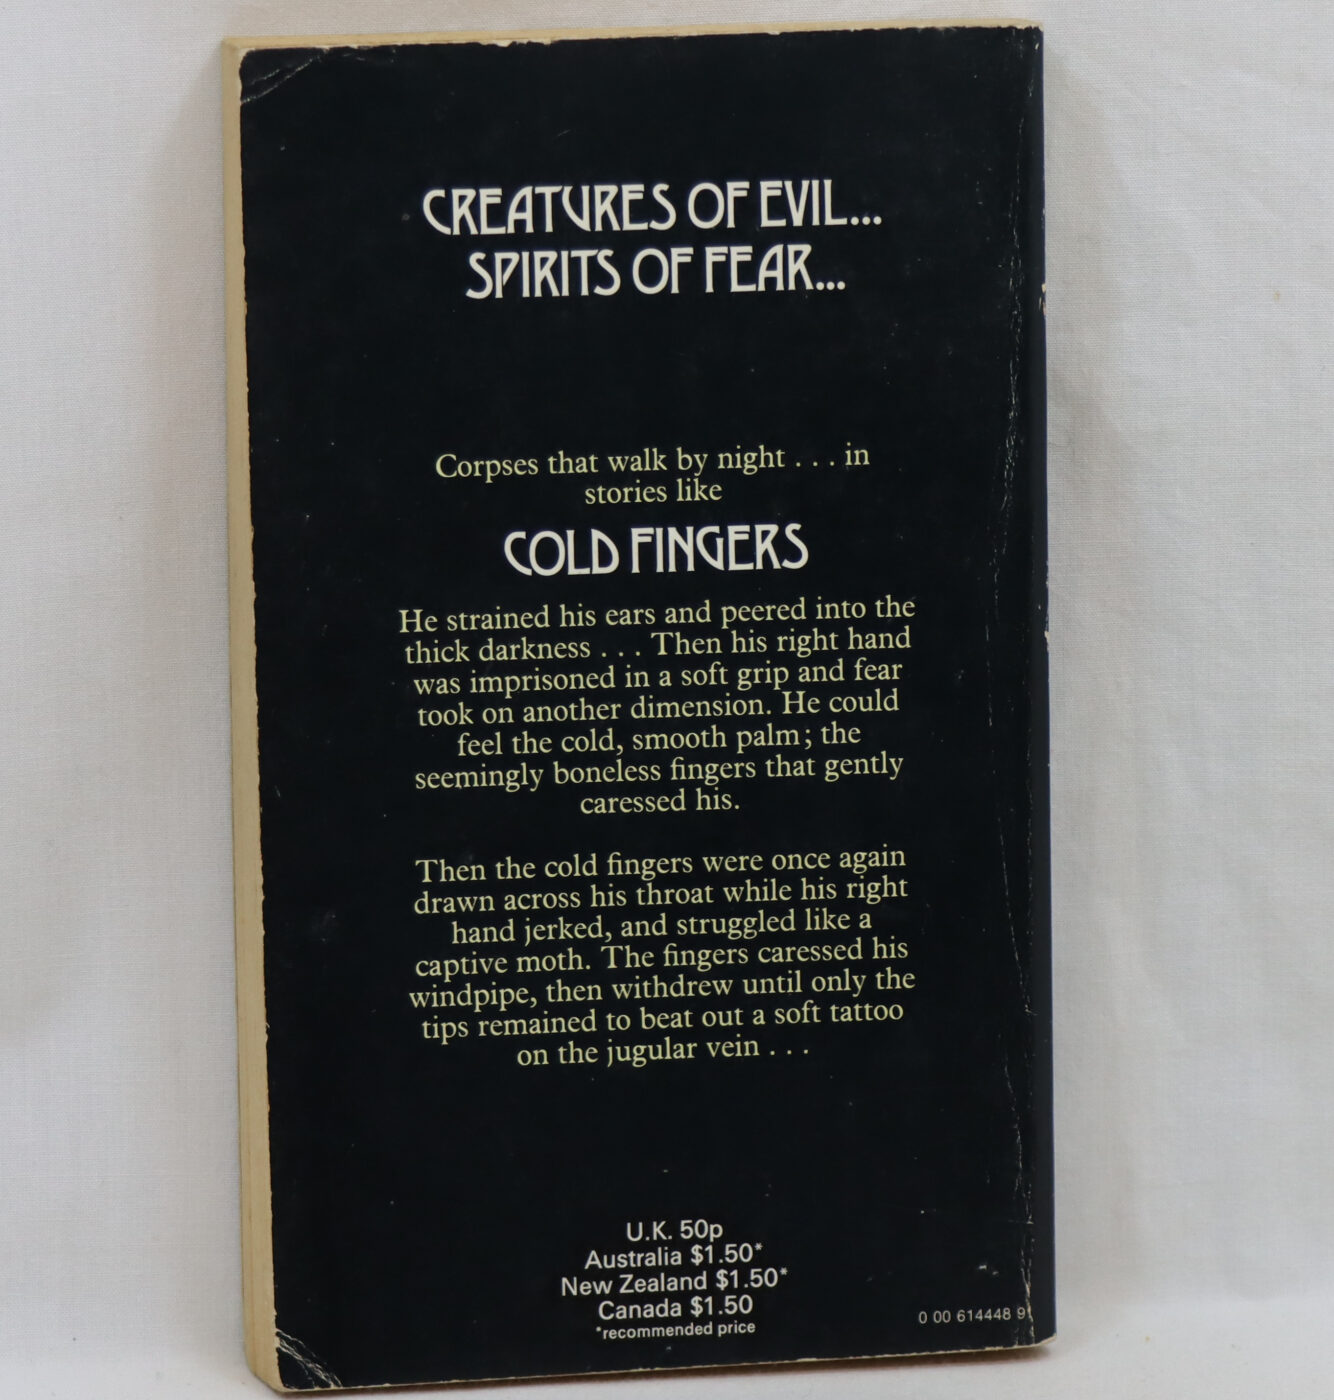 CREATURES OF EVIL...
SPIRITS OF FEAR...
Corpses that walk by night . . . in
stories like
COLD FINGERS
He strained his ears and peered into the
thick darkness . . . Then his right hand
was imprisoned in a soft grip and fear
took on another dimension. He could
feel the cold, smooth palm; the
seemingly boneless fingers that gently
caressed his.
Then the cold fingers were once again
drawn across his throat while his right
hand jerked, and struggled like a
captive moth. The fingers caressed his
windpipe, then withdrew until only the
tips remained to beat out a soft tattoo
on the jugular vein . . .
U.K. 50p
Australia $1.50*
New Zealand $1.50*
Canada $1.50
*recommended price
0 00 614448 9